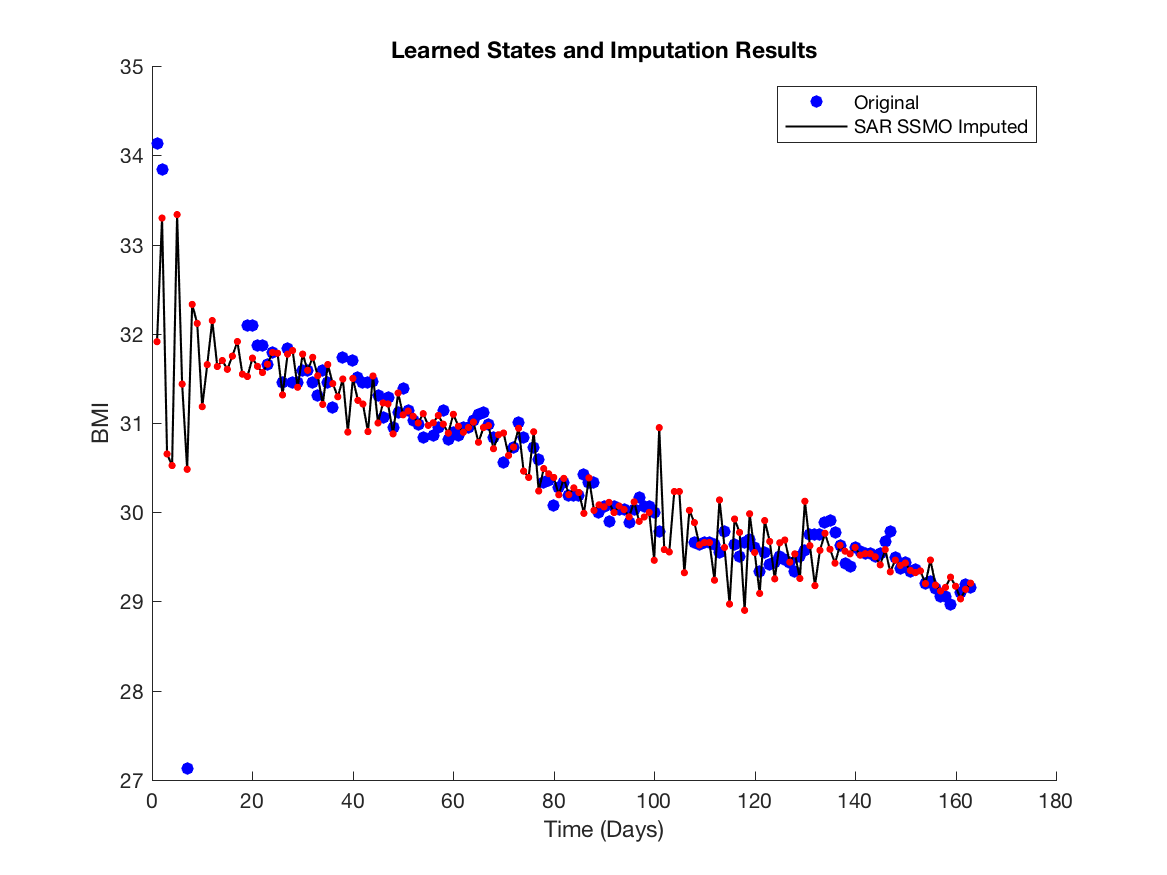 Learned States and Imputation Results
Original
SAR SSMO Imputed
35
34
33
32
31
30
29
28
27
BMI
0 20 40 60 80 100 120 140 160 180
Time (Days)